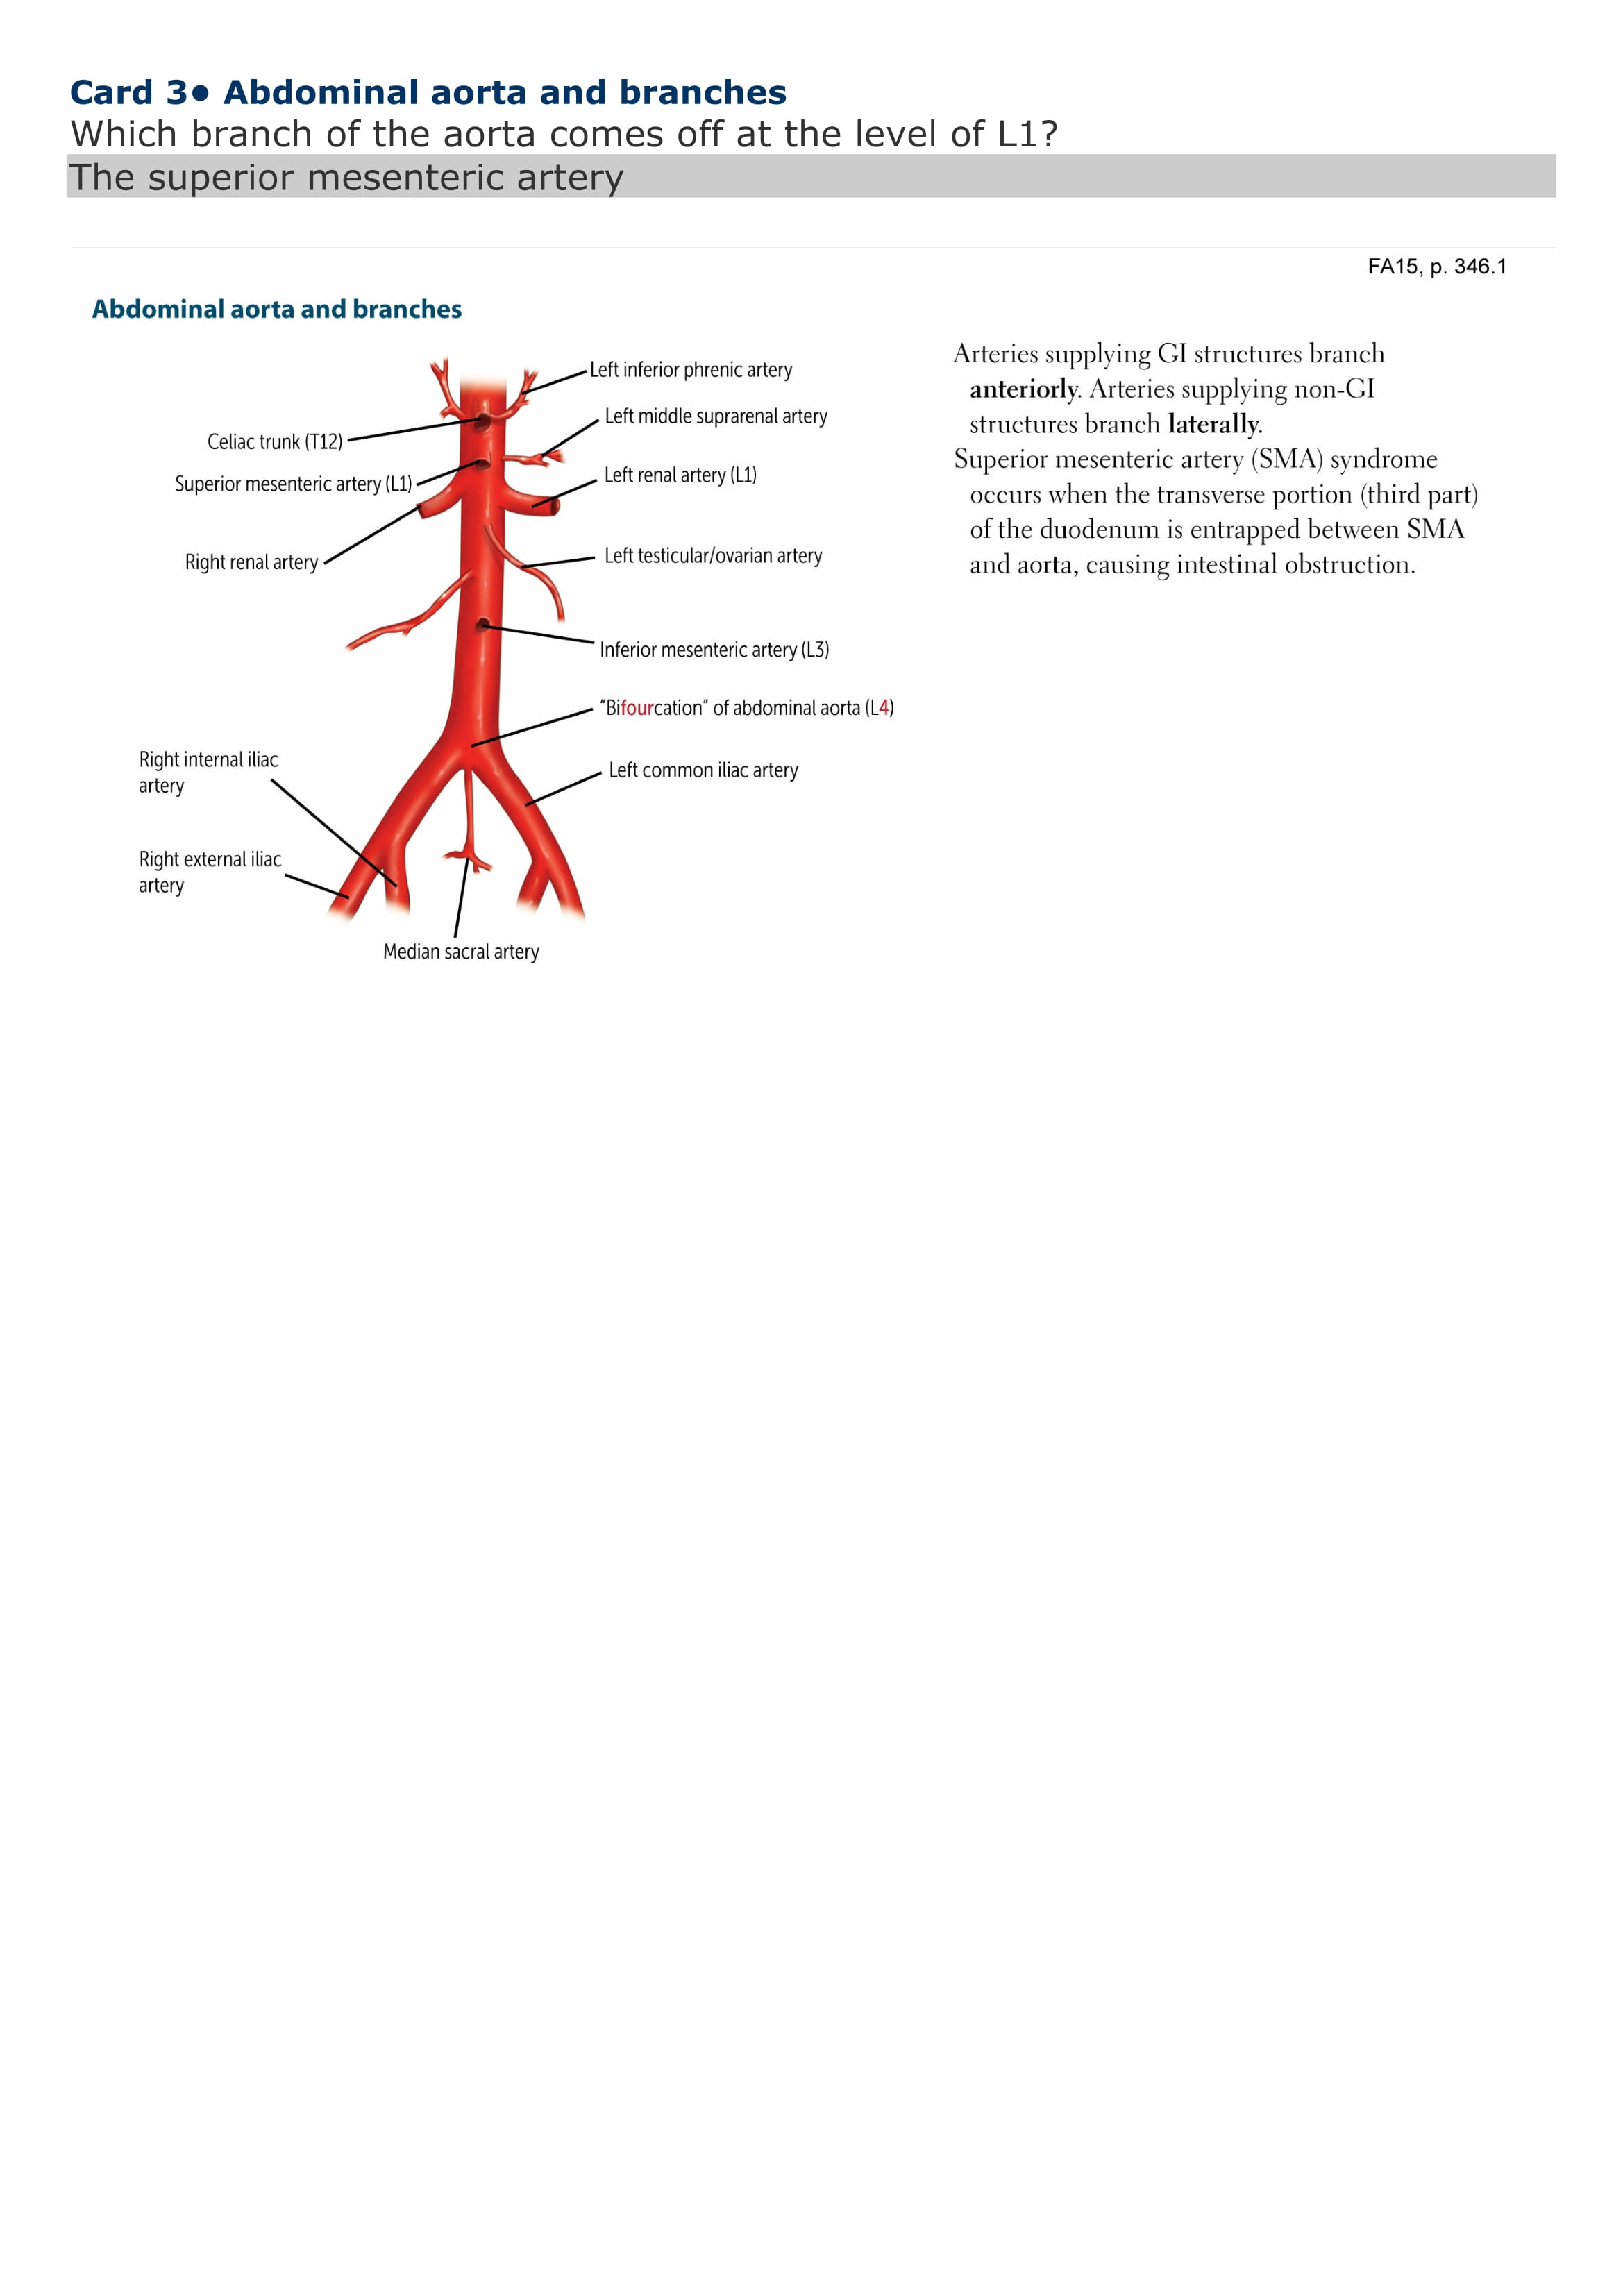 Card 3• Abdominal aorta and branches
Which branch of the aorta comes off at the level of L1?
The superior mesenteric artery
FA15, p. 346.1
Abdominal aorta and branches
Left inferior phrenic artery
Left middle suprarenal artery
Celiac trunk (T12)
Superior mesenteric artery (L1)
Left renal artery (L1)
Right renal artery
Left testicular/ovarian artery
Inferior mesenteric artery (L3)
“Bifourcation” of abdominal aorta (L4)
Right internal iliac
artery
Left common iliac artery
Right external iliac
artery
Median sacral artery
Arteries supplying GI structures branch
anteriorly. Arteries supplying non-GI
structures branch laterally.
Superior mesenteric artery (SMA) syndrome
occurs when the transverse portion (third part)
of the duodenum is entrapped between SMA
and aorta, causing intestinal obstruction.